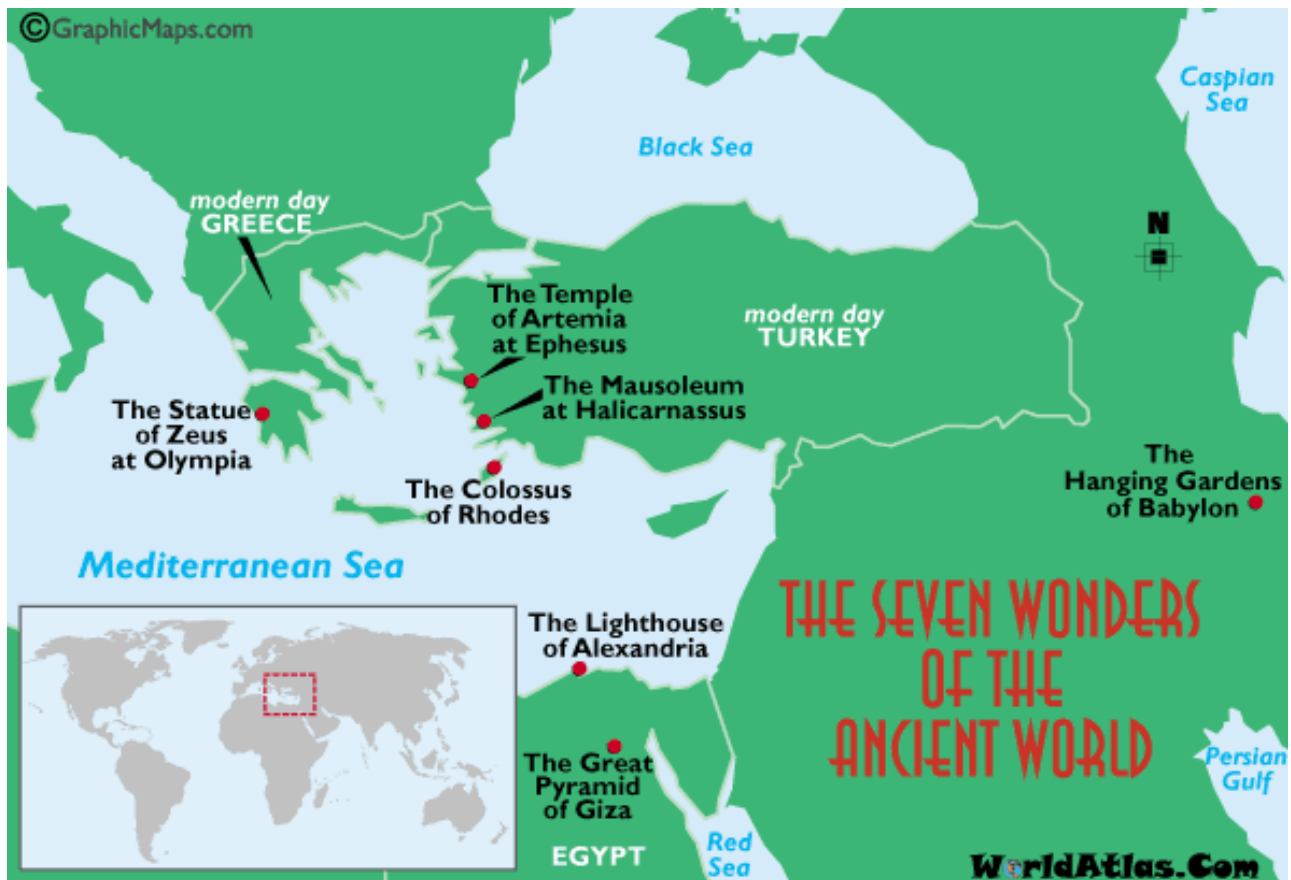 ©GraphicMaps.com
Caspian
Sea
Black Sea
modern day
GREECE
N
The Temple
of Artemia
at Ephesus
modern day
TURKEY
The Mausoleum
at Halicarnassus
The Statue
of Zeus
at Olympia
The
Hanging Gardens
of Babylon
The Colossus
of Rhodes
Mediterranean Sea
THE SEVEN WONDERS
OF THE
ANCIENT WORLD
The Lighthouse
of Alexandria
The Great
Pyramid
of Giza
Persian
Gulf
EGYPT
Red
Sea
WorldAtlas.Com